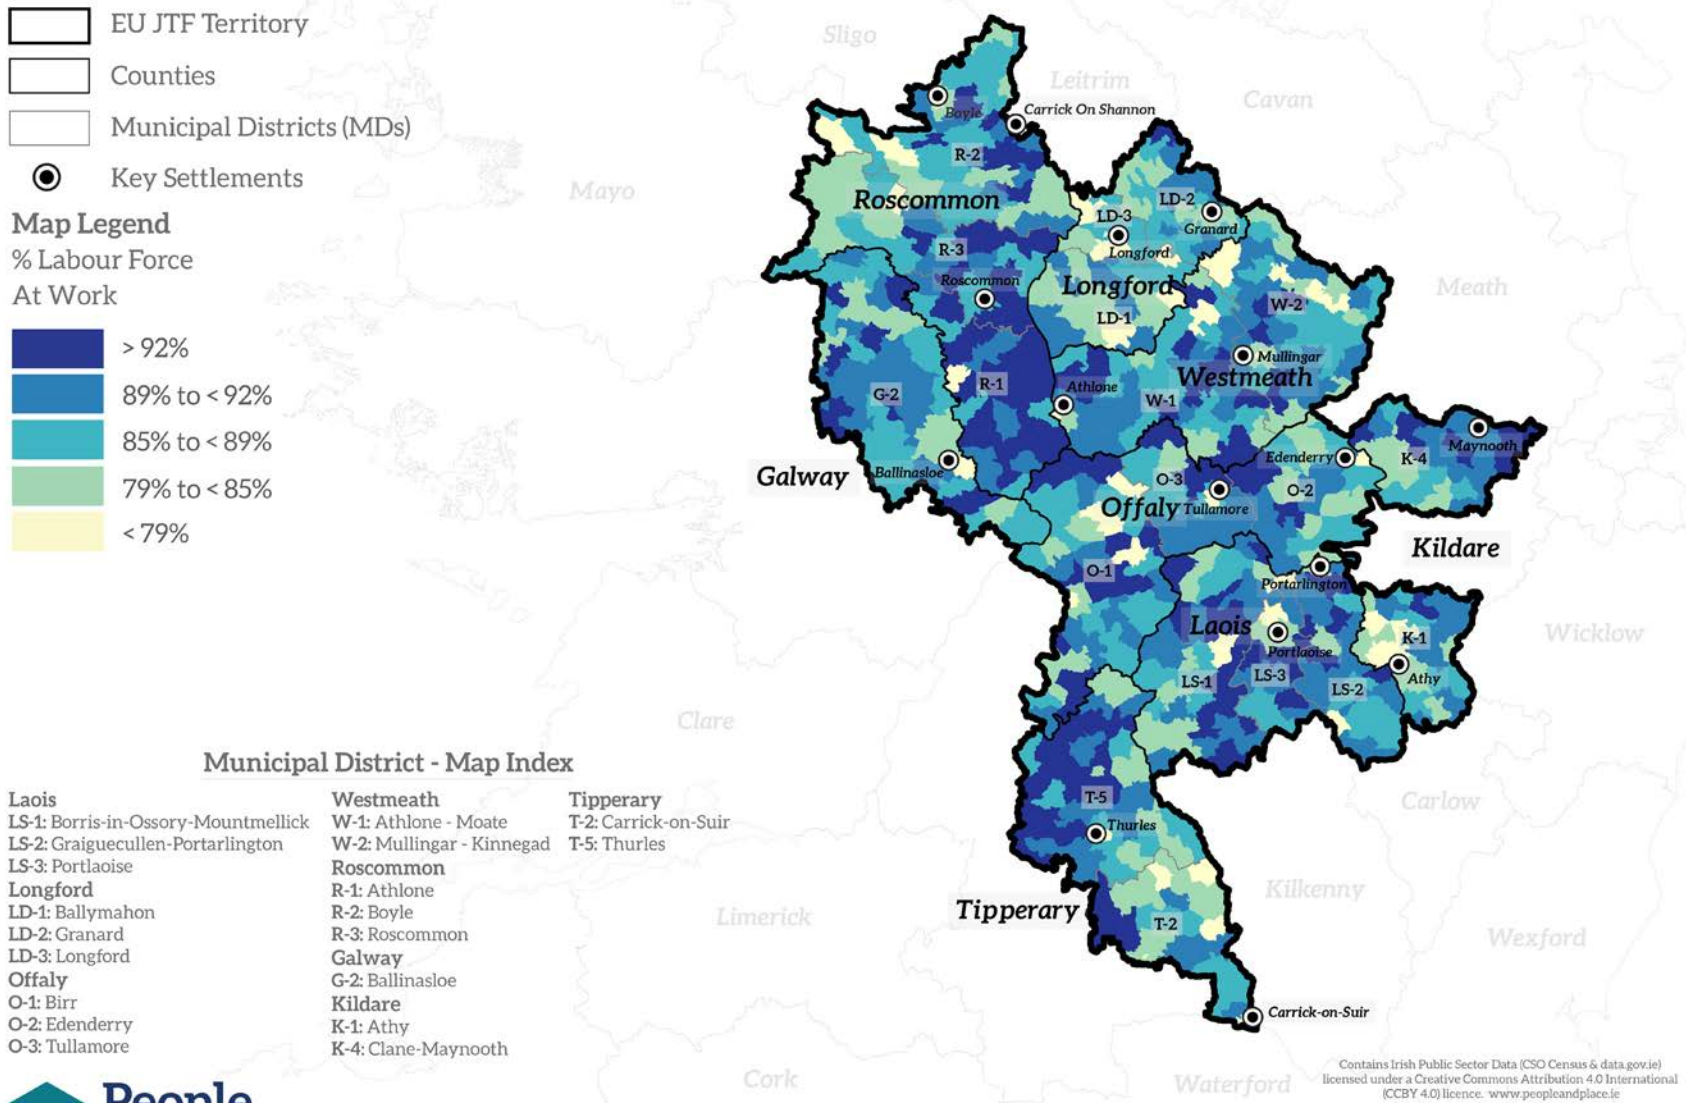 EU JTF Territory
Counties
Municipal Districts (MDs)
Key Settlements
Map Legend
% Labour Force
At Work
> 92%
89% to < 92%
85% to < 89%
79% to < 85%
< 79%
Sligo
Leitrim
Cavan
Mayo
Meath
Wicklow
Clare
Carlow
Kilkenny
Limerick
Wexford
Cork
Waterford
Boyle
Carrick On Shannon
R-2
Roscommon
LD-3
LD-2
Granard
Longford
R-3
Roscommon
Longford
LD-1
W-2
Mullingar
Westmeath
G-2
R-1
Athlone
W-1
Maynooth
K-4
Edenderry
Ballinasloe
Galway
O-3
O-2
Offaly
Tullamore
Kildare
O-1
Portarlington
Laois
Portlaoise
K-1
Athy
LS-1
LS-3
LS-2
T-5
Thurles
Tipperary
T-2
Carrick-on-Suir
Municipal District - Map Index
Laois
LS-1: Borris-in-Ossory-Mountmellick
LS-2: Graiguecullen-Portarlington
LS-3: Portlaoise
Longford
LD-1: Ballymahon
LD-2: Granard
LD-3: Longford
Offaly
O-1: Birr
O-2: Edenderry
O-3: Tullamore
Westmeath
W-1: Athlone - Moate
W-2: Mullingar - Kinnegad
Roscommon
R-1: Athlone
R-2: Boyle
R-3: Roscommon
Galway
G-2: Ballinasloe
Kildare
K-1: Athy
K-4: Clane-Maynooth
Tipperary
T-2: Carrick-on-Suir
T-5: Thurles
People
Contains Irish Public Sector Data (CSO Census & data.gov.ie)
licensed under a Creative Commons Attribution 4.0 International
(CCBY 4.0) licence. www.peopleandplace.ie